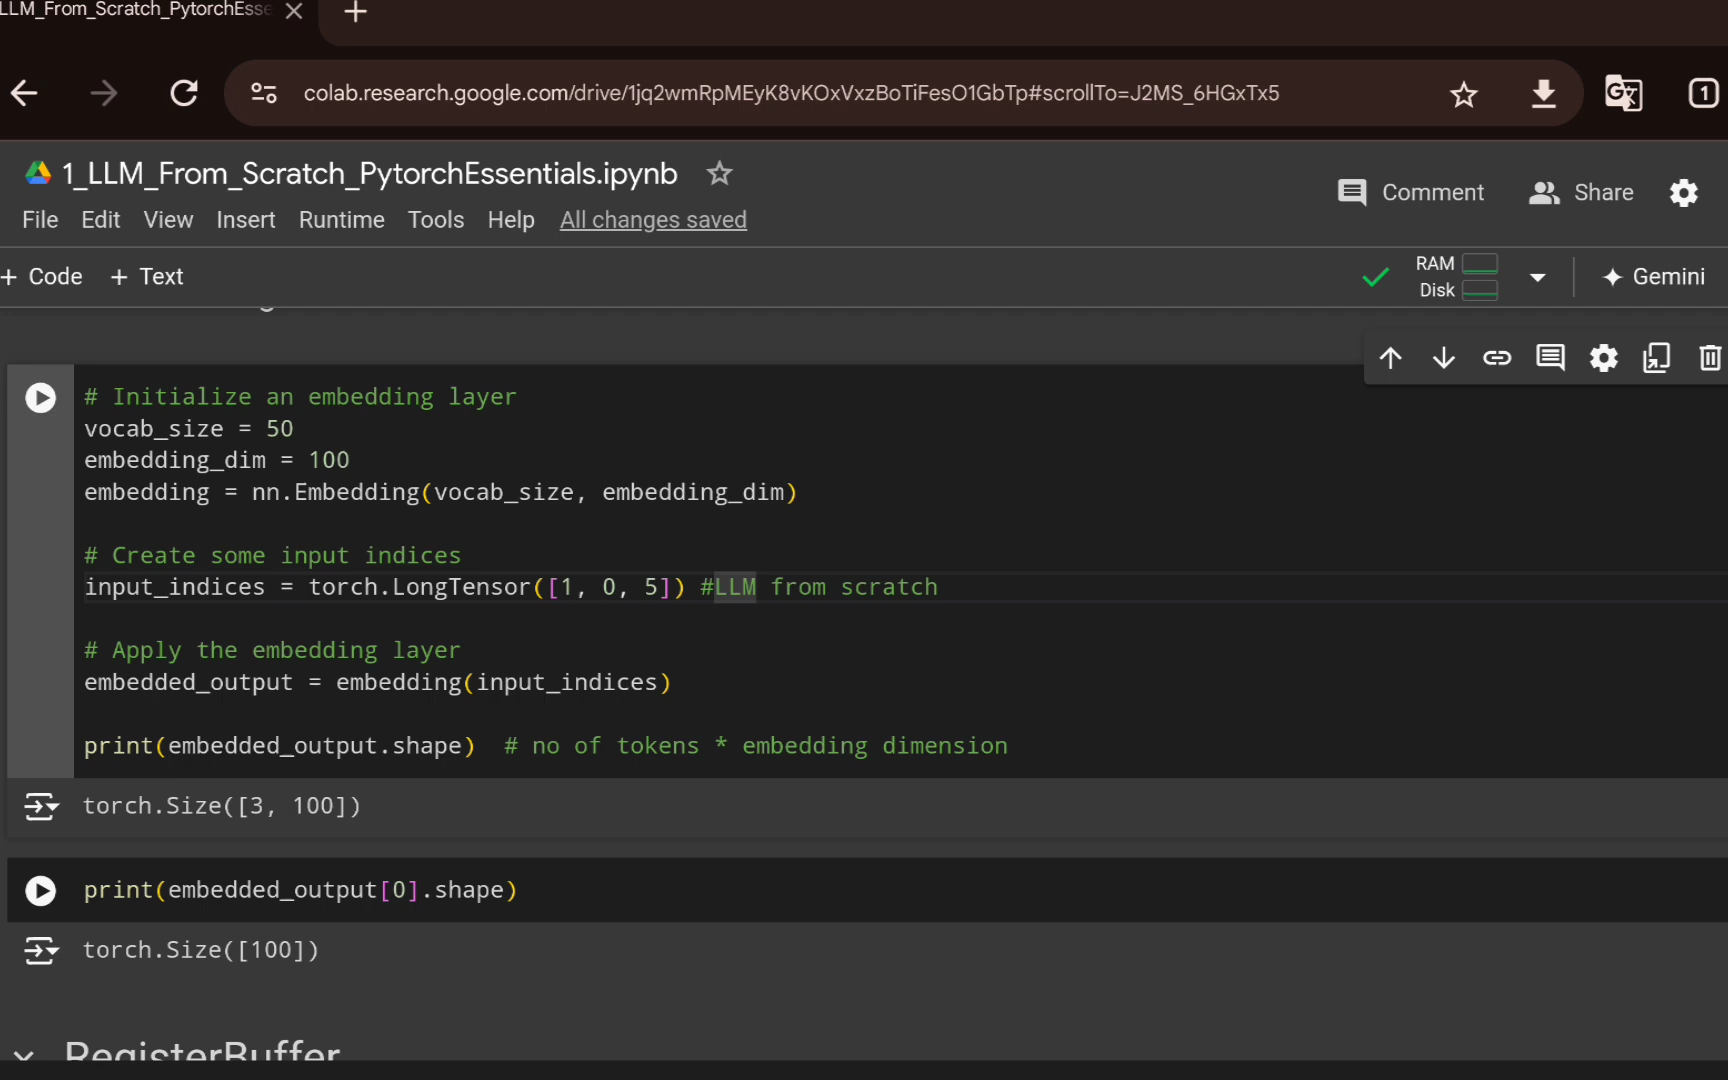 LLM_From_Scratch_PytorchEsse
colab.research.google.com/drive/1jq2wmRpMEyK8vKOxVxzBoTiFesO1GbTp#scrollTo=J2MS_6HGxTx5
1
1_LLM_From_Scratch_PytorchEssentials.ipynb
Comment
Share
File Edit View Insert Runtime Tools Help All changes saved
+ Code + Text
RAM
Disk
Gemini
# Initialize an embedding layer
vocab_size = 50
embedding_dim = 100
embedding = nn.Embedding(vocab_size, embedding_dim)
# Create some input indices
input_indices = torch.LongTensor([1, 0, 5]) #LLM from scratch
# Apply the embedding layer
embedded_output = embedding(input_indices)
print(embedded_output.shape)  # no of tokens * embedding dimension
torch.Size([3, 100])
print(embedded_output[0].shape)
torch.Size([100])
RegisterBuffer